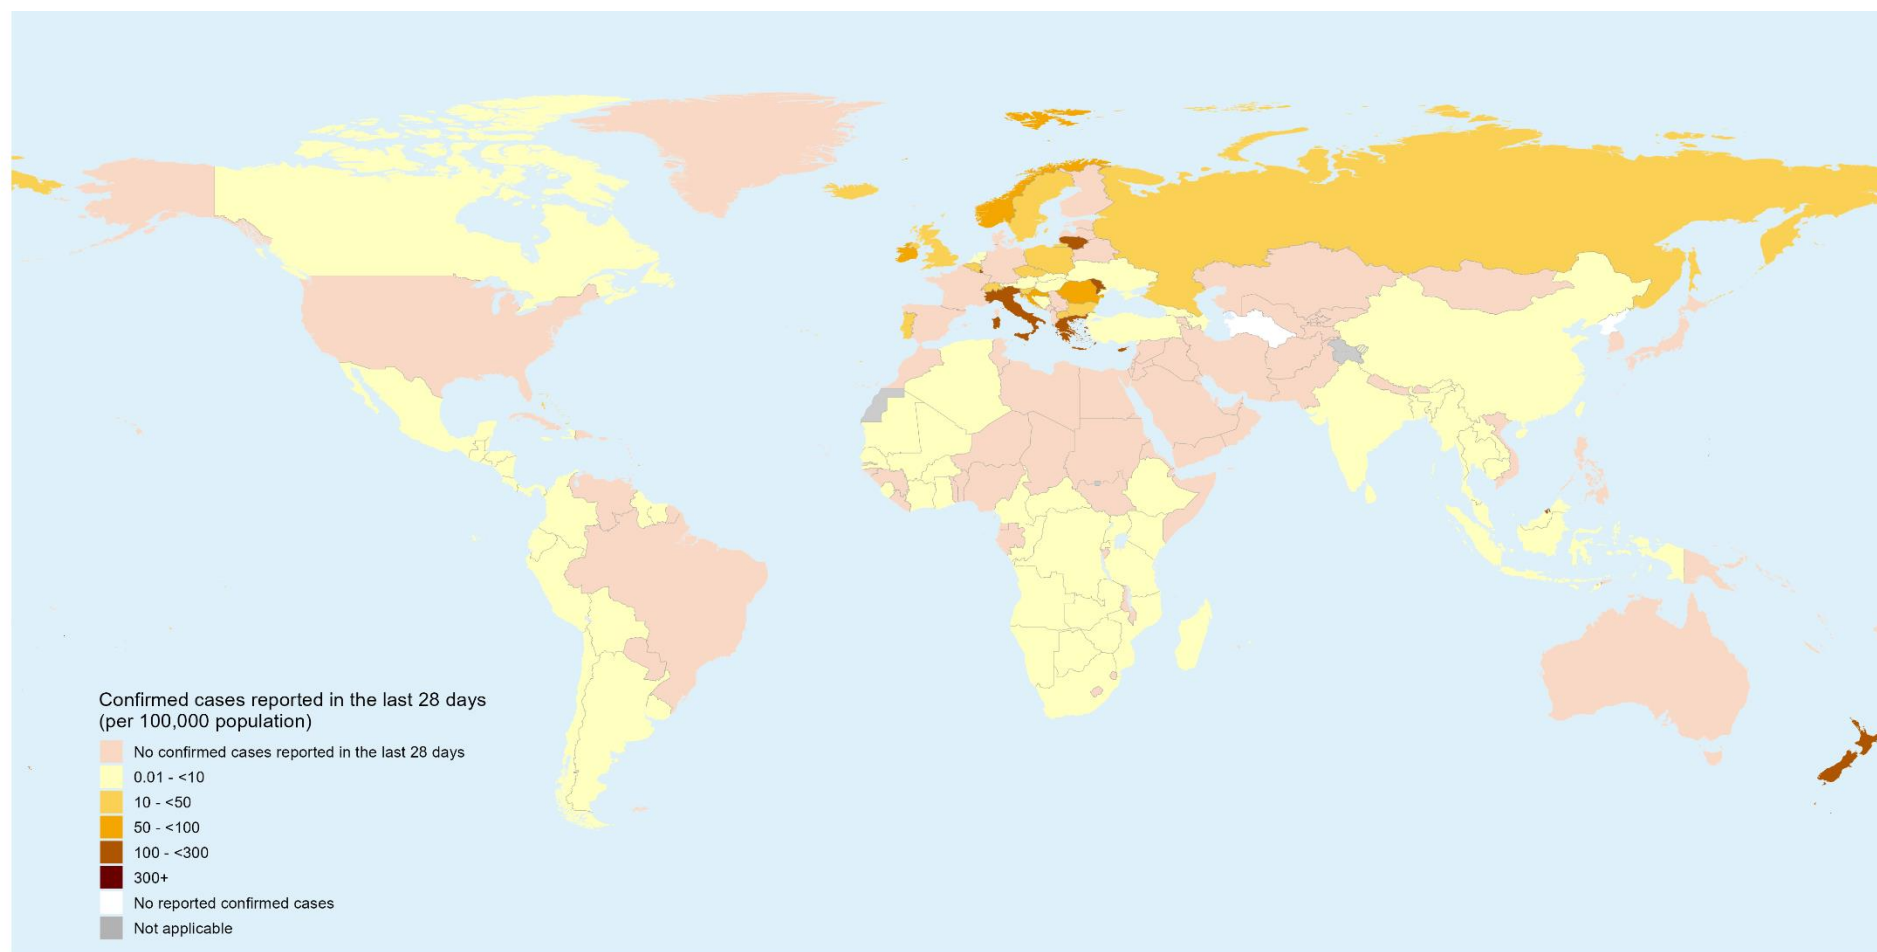 Confirmed cases reported in the last 28 days
(per 100,000 population)
No confirmed cases reported in the last 28 days
0.01 - <10
10 - <50
50 - <100
100 - <300
300+
No reported confirmed cases
Not applicable